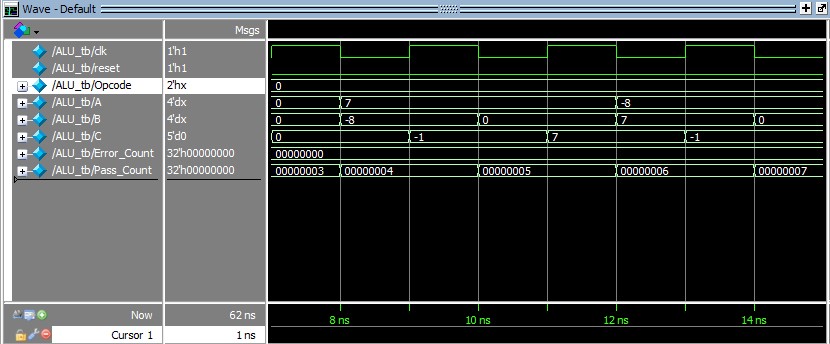 Wave - Default
Msgs
/ALU_tb/clk 1'h1
/ALU_tb/reset 1'h1
/ALU_tb/Opcode 2'hx 0
/ALU_tb/A 4'dx 0 7 -8
/ALU_tb/B 4'dx 0 -8 0 7 0
/ALU_tb/C 5'd0 0 -1 7 -1
/ALU_tb/Error_Count 32'h00000000 00000000
/ALU_tb/Pass_Count 32'h00000000 00000003 00000004 00000005 00000006 00000007
Now 62 ns 8 ns 10 ns 12 ns 14 ns
Cursor 1 1 ns